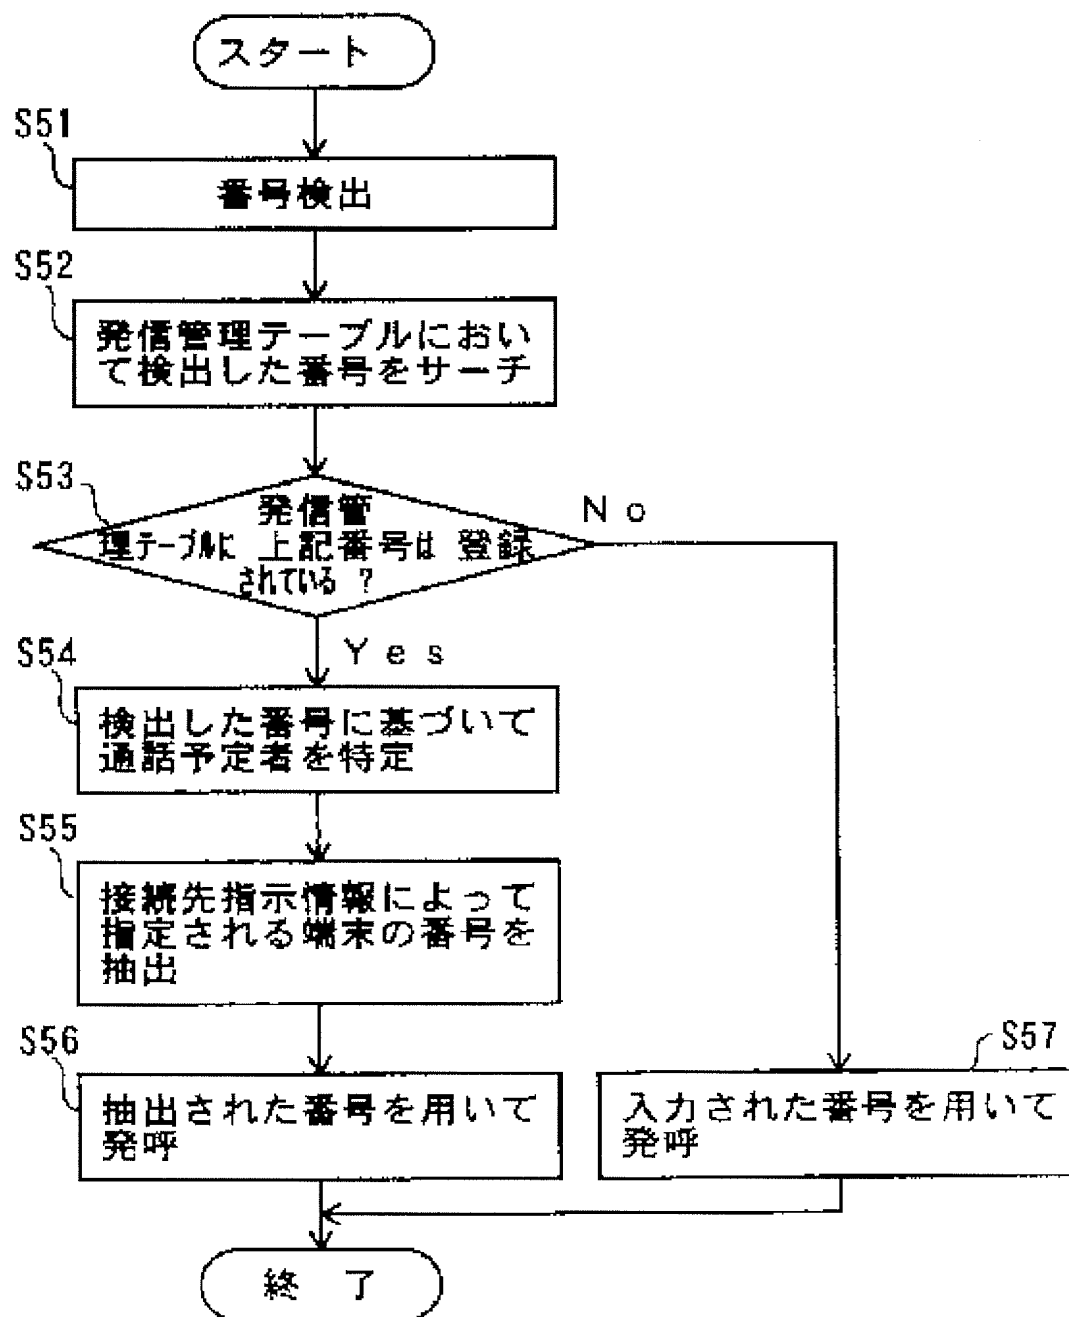 スタート
S51
番号検出
S52
発信管理テーブルにおい
て検出した番号をサーチ
S53
発信管
理テーブルに 上記番号は 登録
されている ?
No
Yes
S54
検出した番号に基づいて
通話予定者を特定
S55
接続先指示情報によって
指定される端末の番号を
抽出
S56
抽出された番号を用いて
発呼
S57
入力された番号を用いて
発呼
終 了